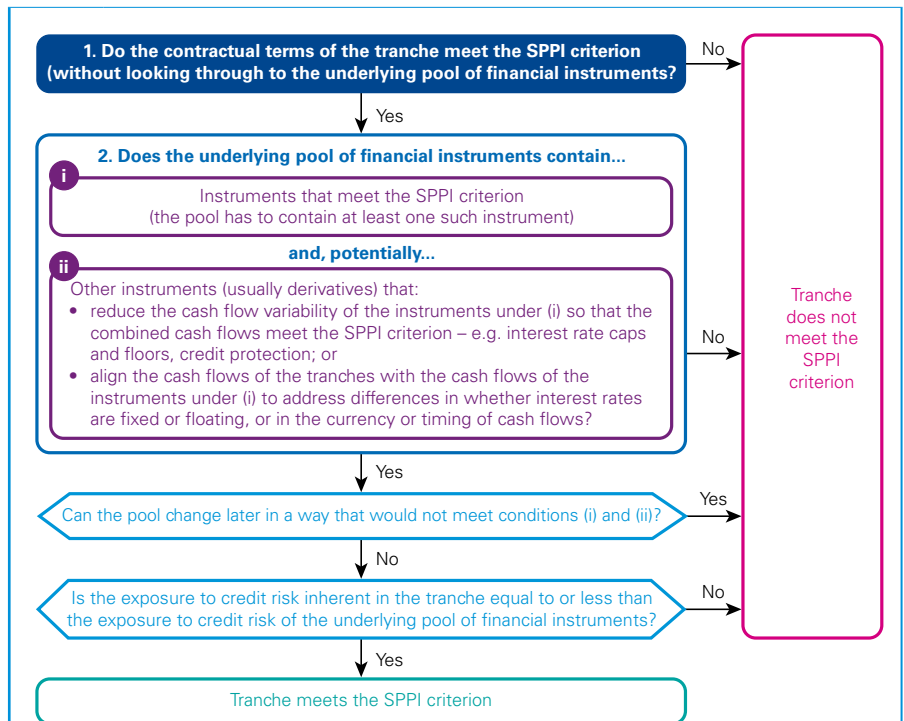 1. Do the contractual terms of the tranche meet the SPPI criterion
(without looking through to the underlying pool of financial instruments?
No
Yes
2. Does the underlying pool of financial instruments contain...
i
Instruments that meet the SPPI criterion
(the pool has to contain at least one such instrument)
and, potentially...
ii
Other instruments (usually derivatives) that:
• reduce the cash flow variability of the instruments under (i) so that the
combined cash flows meet the SPPI criterion – e.g. interest rate caps
and floors, credit protection; or
• align the cash flows of the tranches with the cash flows of the
instruments under (i) to address differences in whether interest rates
are fixed or floating, or in the currency or timing of cash flows?
No
Tranche
does not
meet the
SPPI
criterion
Yes
Can the pool change later in a way that would not meet conditions (i) and (ii)?
Yes
No
Is the exposure to credit risk inherent in the tranche equal to or less than
the exposure to credit risk of the underlying pool of financial instruments?
No
Yes
Tranche meets the SPPI criterion